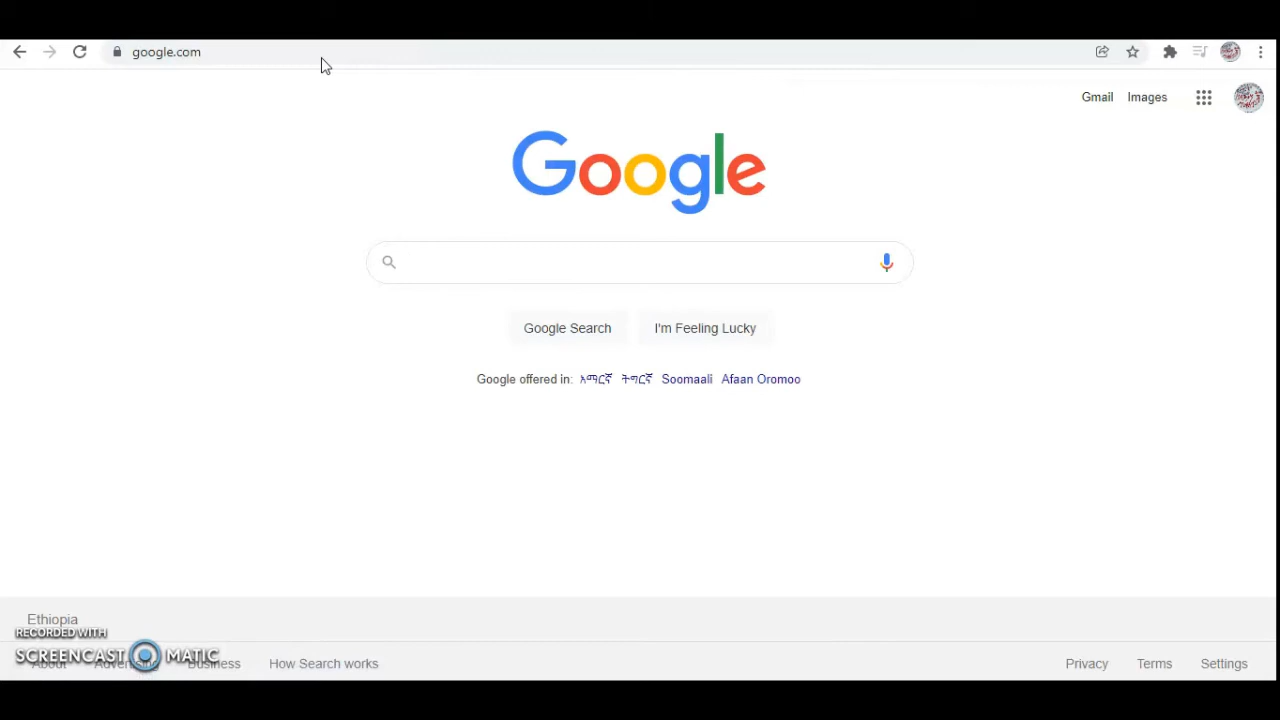 google.com
Gmail Images
Google
Google Search I'm Feeling Lucky
Google offered in: አማርኛ ትግርኛ Soomaali Afaan Oromoo
Ethiopia
RECORDED WITH
SCREENCAST MATIC
About Advertising Business How Search works Privacy Terms Settings